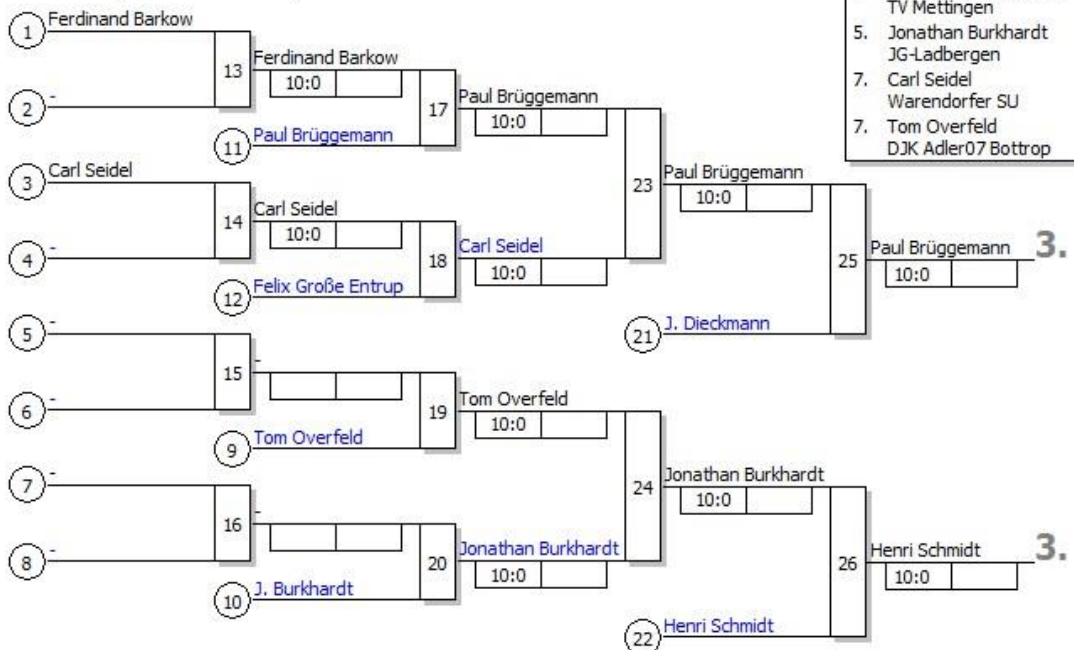 TV Mettingen
5. Jonathan Burkhardt
JG-Ladbergen
7. Carl Seidel
Warendorfer SU
7. Tom Overfeld
DJK Adler07 Bottrop
1 Ferdinand Barkow
13 Ferdinand Barkow
10:0
2 -
17 Paul Brüggemann
10:0
11 Paul Brüggemann
3 Carl Seidel
23 Paul Brüggemann
10:0
14 Carl Seidel
10:0
4 -
18 Carl Seidel
10:0
12 Felix Große Entrup
25 Paul Brüggemann 3.
10:0
5 -
21 J. Dieckmann
15 -
6 -
19 Tom Overfeld
10:0
9 Tom Overfeld
7 -
24 Jonathan Burkhardt
10:0
16 -
8 -
20 Jonathan Burkhardt
10:0
10 J. Burkhardt
26 Henri Schmidt 3.
10:0
22 Henri Schmidt